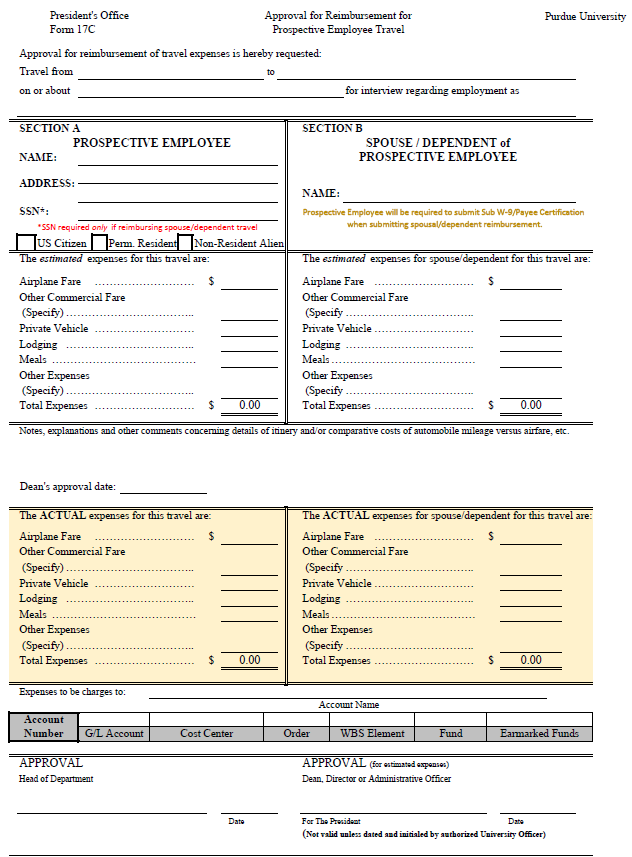 President's Office
Approval for Reimbursement for
Purdue University
Form 17C
Prospective Employee Travel
Approval for reimbursement of travel expenses is hereby requested:
Travel from to
on or about for interview regarding employment as
SECTION A
PROSPECTIVE EMPLOYEE
NAME:
ADDRESS:
SSN*:
*SSN required only if reimbursing spouse/dependent travel
US Citizen Perm. Resident Non-Resident Alien
SECTION B
SPOUSE / DEPENDENT of
PROSPECTIVE EMPLOYEE
NAME:
Prospective Employee will be required to submit Sub W-9/Payee Certification
when submitting spousal/dependent reimbursement.
The estimated expenses for this travel are:
Airplane Fare ............................ $
Other Commercial Fare
(Specify)....................................
Private Vehicle ............................
Lodging ....................................
Meals ........................................
Other Expenses
(Specify)....................................
Total Expenses ............................ $ 0.00
The estimated expenses for spouse/dependent for this travel are:
Airplane Fare ............................ $
Other Commercial Fare
(Specify ....................................
Private Vehicle ............................
Lodging ....................................
Meals ........................................
Other Expenses
(Specify ....................................
Total Expenses ............................ $ 0.00
Notes, explanations and other comments concerning details of itinery and/or comparative costs of automobile mileage versus airfare, etc.
Dean's approval date:
The ACTUAL expenses for this travel are:
Airplane Fare ............................ $
Other Commercial Fare
(Specify)....................................
Private Vehicle ............................
Lodging ....................................
Meals ........................................
Other Expenses
(Specify)....................................
Total Expenses ............................ $ 0.00
The ACTUAL expenses for spouse/dependent for this travel are:
Airplane Fare ............................ $
Other Commercial Fare
(Specify ....................................
Private Vehicle ............................
Lodging ....................................
Meals ........................................
Other Expenses
(Specify ....................................
Total Expenses ............................ $ 0.00
Expenses to be charges to:
Account Name
Account
Number G/L Account Cost Center Order WBS Element Fund Earmarked Funds
APPROVAL
Head of Department
Date
APPROVAL (for estimated expenses)
Dean, Director or Administrative Officer
For The President Date
(Not valid unless dated and initialed by authorized University Officer)